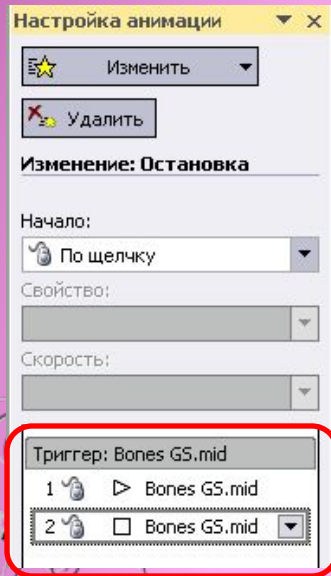 Настройка анимации
Изменить
Удалить
Изменение: Остановка
Начало:
По щелчку
Свойство:
Скорость:
Триггер: Bones GS.mid
1 Bones GS.mid
2 Bones GS.mid